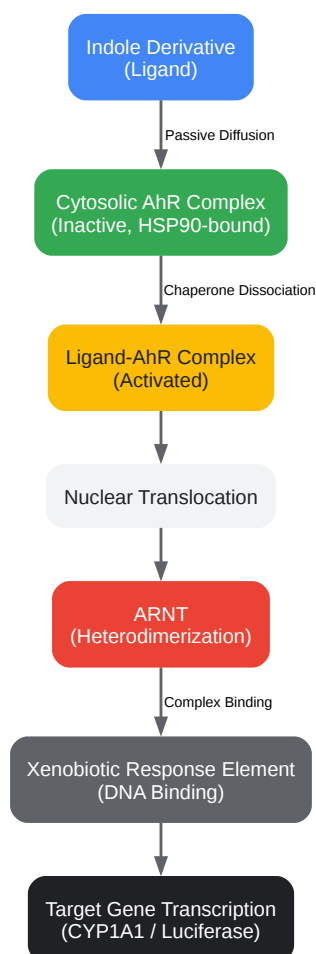 Indole Derivative
(Ligand)
Passive Diffusion
Cytosolic AhR Complex
(Inactive, HSP90-bound)
Chaperone Dissociation
Ligand-AhR Complex
(Activated)
Nuclear Translocation
ARNT
(Heterodimerization)
Complex Binding
Xenobiotic Response Element
(DNA Binding)
Target Gene Transcription
(CYP1A1 / Luciferase)